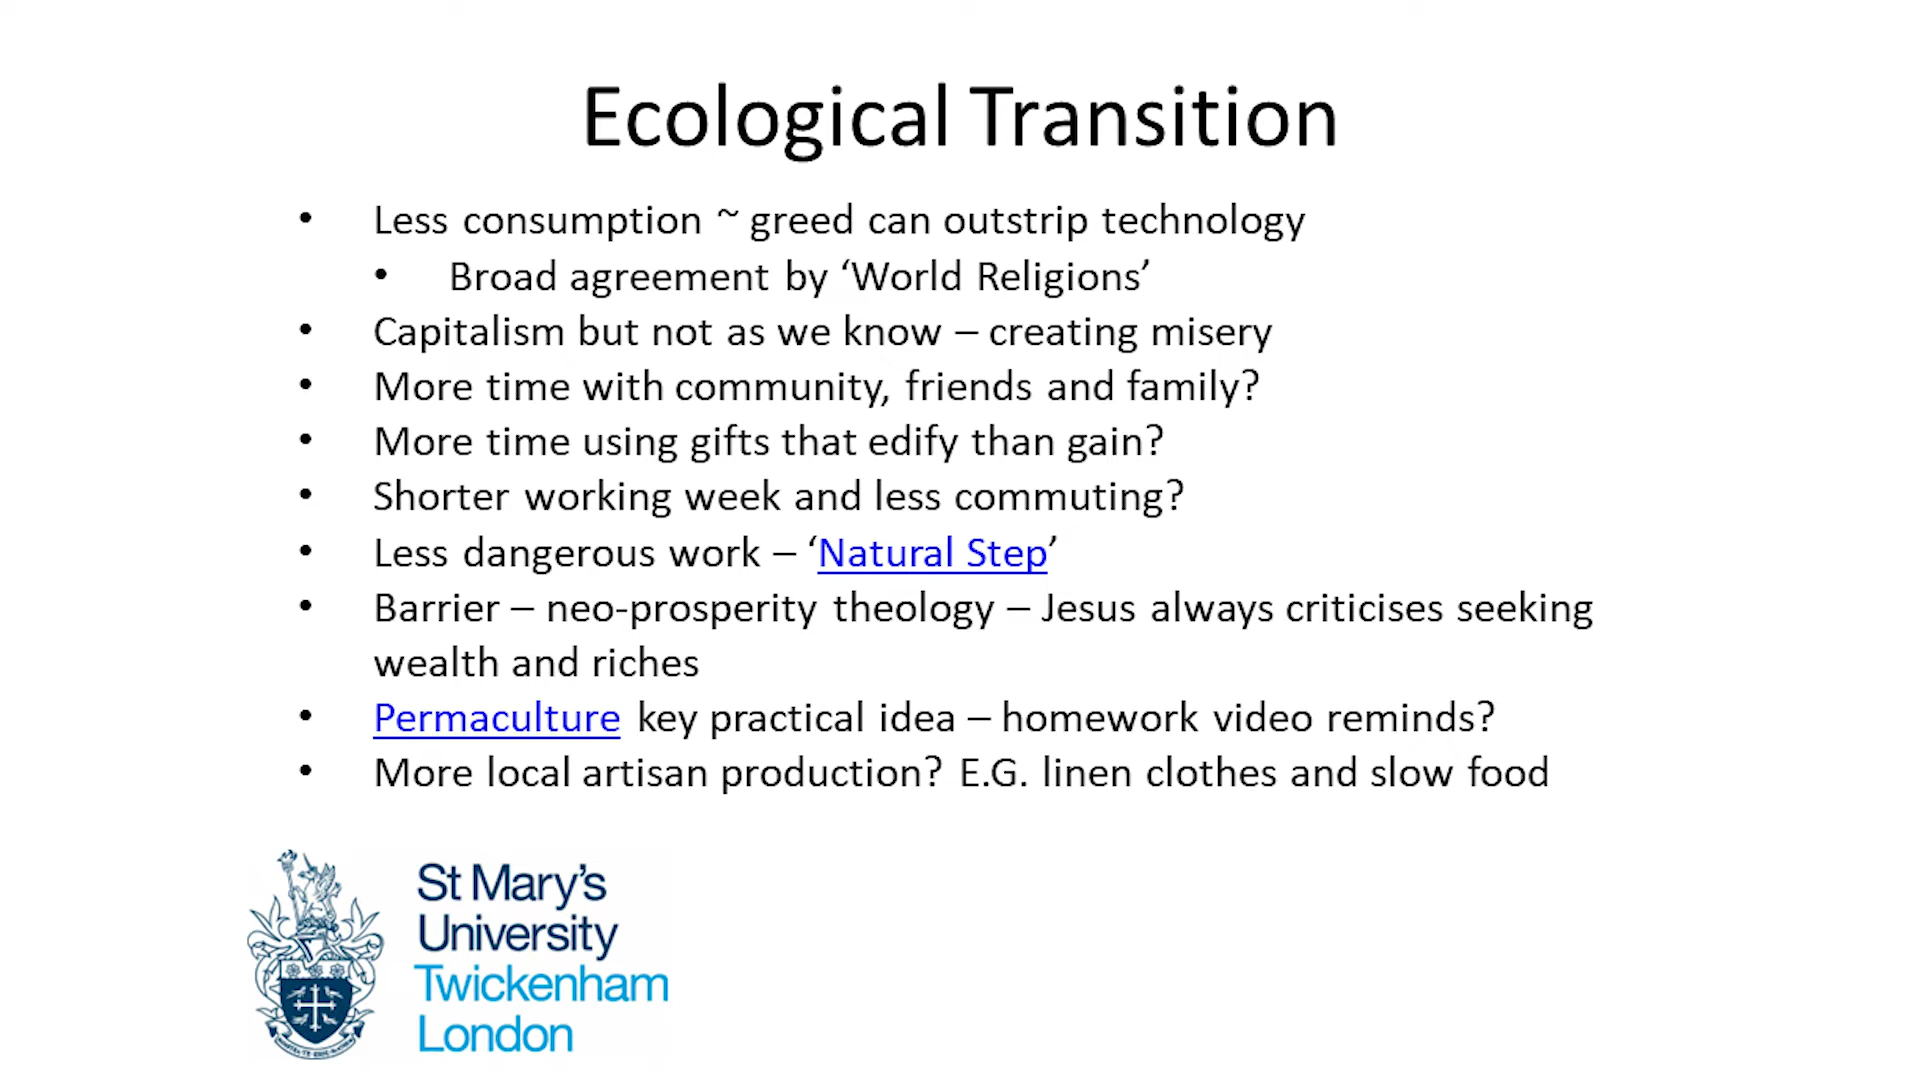 Ecological Transition
• Less consumption ~ greed can outstrip technology
• Broad agreement by ‘World Religions’
• Capitalism but not as we know – creating misery
• More time with community, friends and family?
• More time using gifts that edify than gain?
• Shorter working week and less commuting?
• Less dangerous work – ‘Natural Step’
• Barrier – neo-prosperity theology – Jesus always criticises seeking
wealth and riches
• Permaculture key practical idea – homework video reminds?
• More local artisan production? E.G. linen clothes and slow food
St Mary’s
University
Twickenham
London